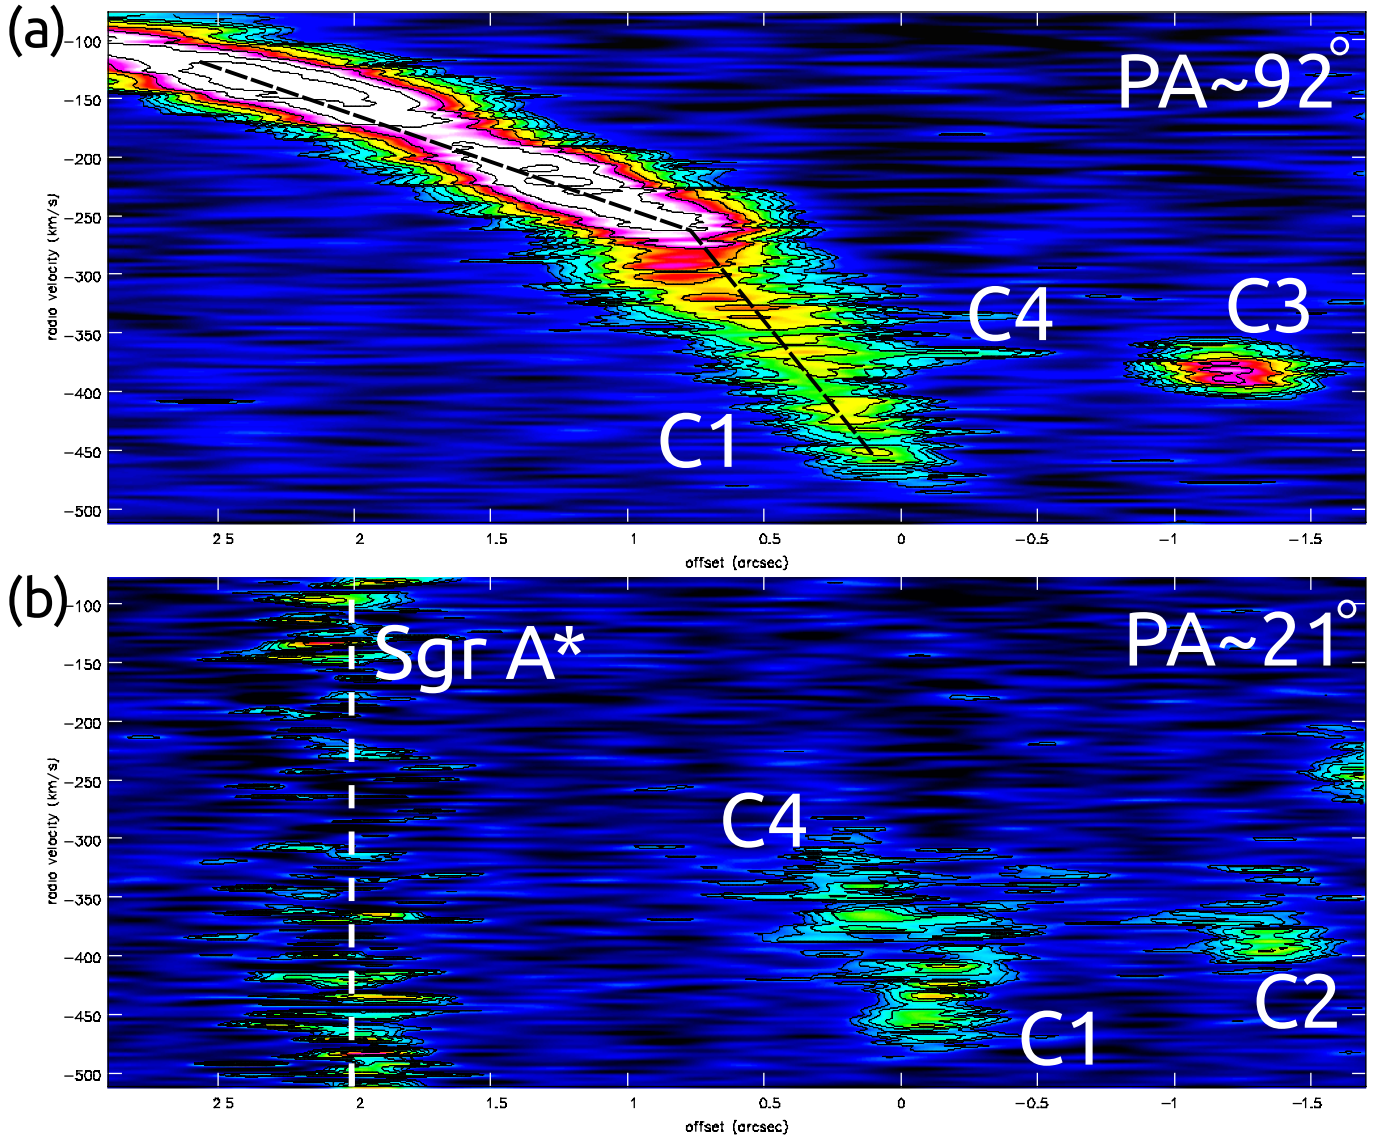 (a)
PA~92°
−100
−150
−200
−250
−300
−350
−400
−450
−500
radio velocity (km/s)
C4
C3
C1
2 5
2
1.5
1
0.5
0
−0.5
−1
−1.5
offset (arcsec)
(b)
PA~21°
Sgr A*
−100
−150
−200
−250
−300
−350
−400
−450
−500
radio velocity (km/s)
C4
C2
C1
2 5
2
1.5
1
0.5
0
−0.5
−1
−1.5
offset (arcsec)